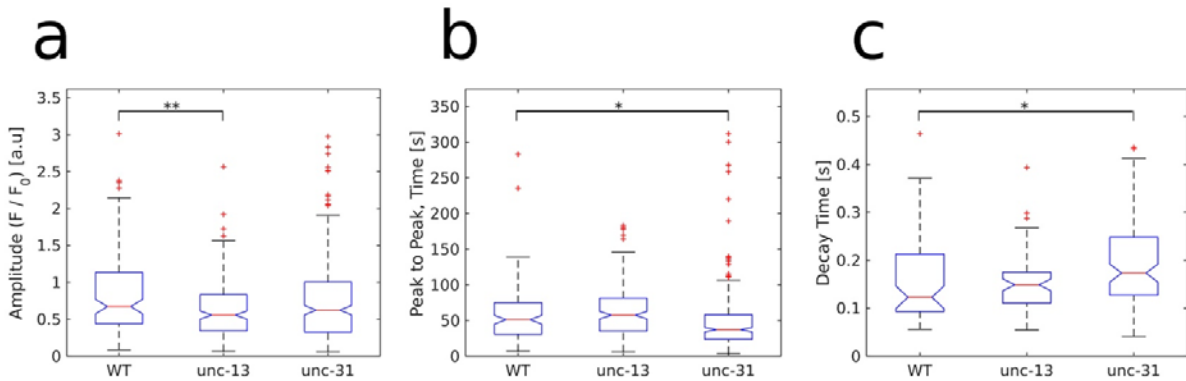 a
Amplitude (F / F₀) [a.u]
3.5
3
2.5
2
1.5
1
0.5
0
**
WT unc-13 unc-31
b
Peak to Peak, Time [s]
350
300
250
200
150
100
50
0
*
WT unc-13 unc-31
c
Decay Time [s]
0.5
0.4
0.3
0.2
0.1
0
*
WT unc-13 unc-31